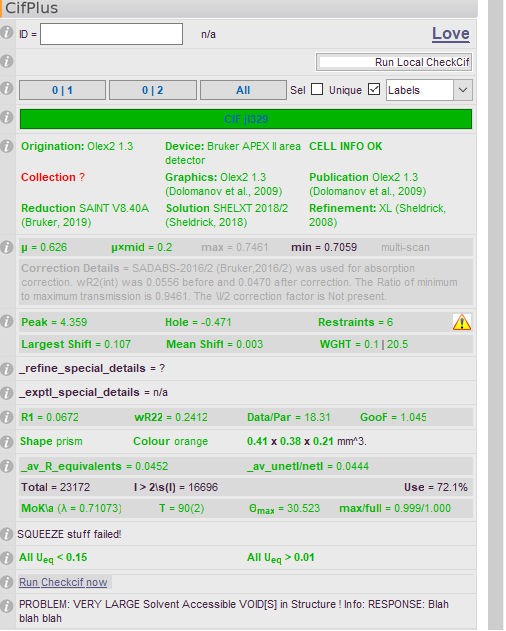 CifPlus
ID = n/a Love
Run Local CheckCif
0 | 1 0 | 2 All Sel Unique Labels
CIF jl329
Origination: Olex2 1.3 Device: Bruker APEX II area CELL INFO OK
detector
Collection ? Graphics: Olex2 1.3 Publication Olex2 1.3
(Dolomanov et al., 2009) (Dolomanov et al., 2009)
Reduction SAINT V8.40A Solution SHELXT 2018/2 Refinement: XL (Sheldrick,
(Bruker, 2019) (Sheldrick, 2018) 2008)
μ = 0.626 μxmid = 0.2 max = 0.7461 min = 0.7059 multi-scan
Correction Details = SADABS-2016/2 (Bruker,2016/2) was used for absorption
correction. wR2(int) was 0.0556 before and 0.0470 after correction. The Ratio of minimum
to maximum transmission is 0.9461. The \l/2 correction factor is Not present.
Peak = 4.359 Hole = -0.471 Restraints = 6
Largest Shift = 0.107 Mean Shift = 0.003 WGHT = 0.1 | 20.5
_refine_special_details = ?
_exptl_special_details = n/a
R1 = 0.0672 wR22 = 0.2412 Data/Par = 18.31 GooF = 1.045
Shape prism Colour orange 0.41 x 0.38 x 0.21 mm^3.
_av_R_equivalents = 0.0452 _av_unetI/netI = 0.0444
Total = 23172 I > 2\s(I) = 16696 Use = 72.1%
MoK\a (λ = 0.71073) T = 90(2) Θmax = 30.523 max/full = 0.999/1.000
SQUEEZE stuff failed!
All Ueq < 0.15 All Ueq > 0.01
Run Checkcif now
PROBLEM: VERY LARGE Solvent Accessible VOID[S] in Structure ! Info: RESPONSE: Blah
blah blah